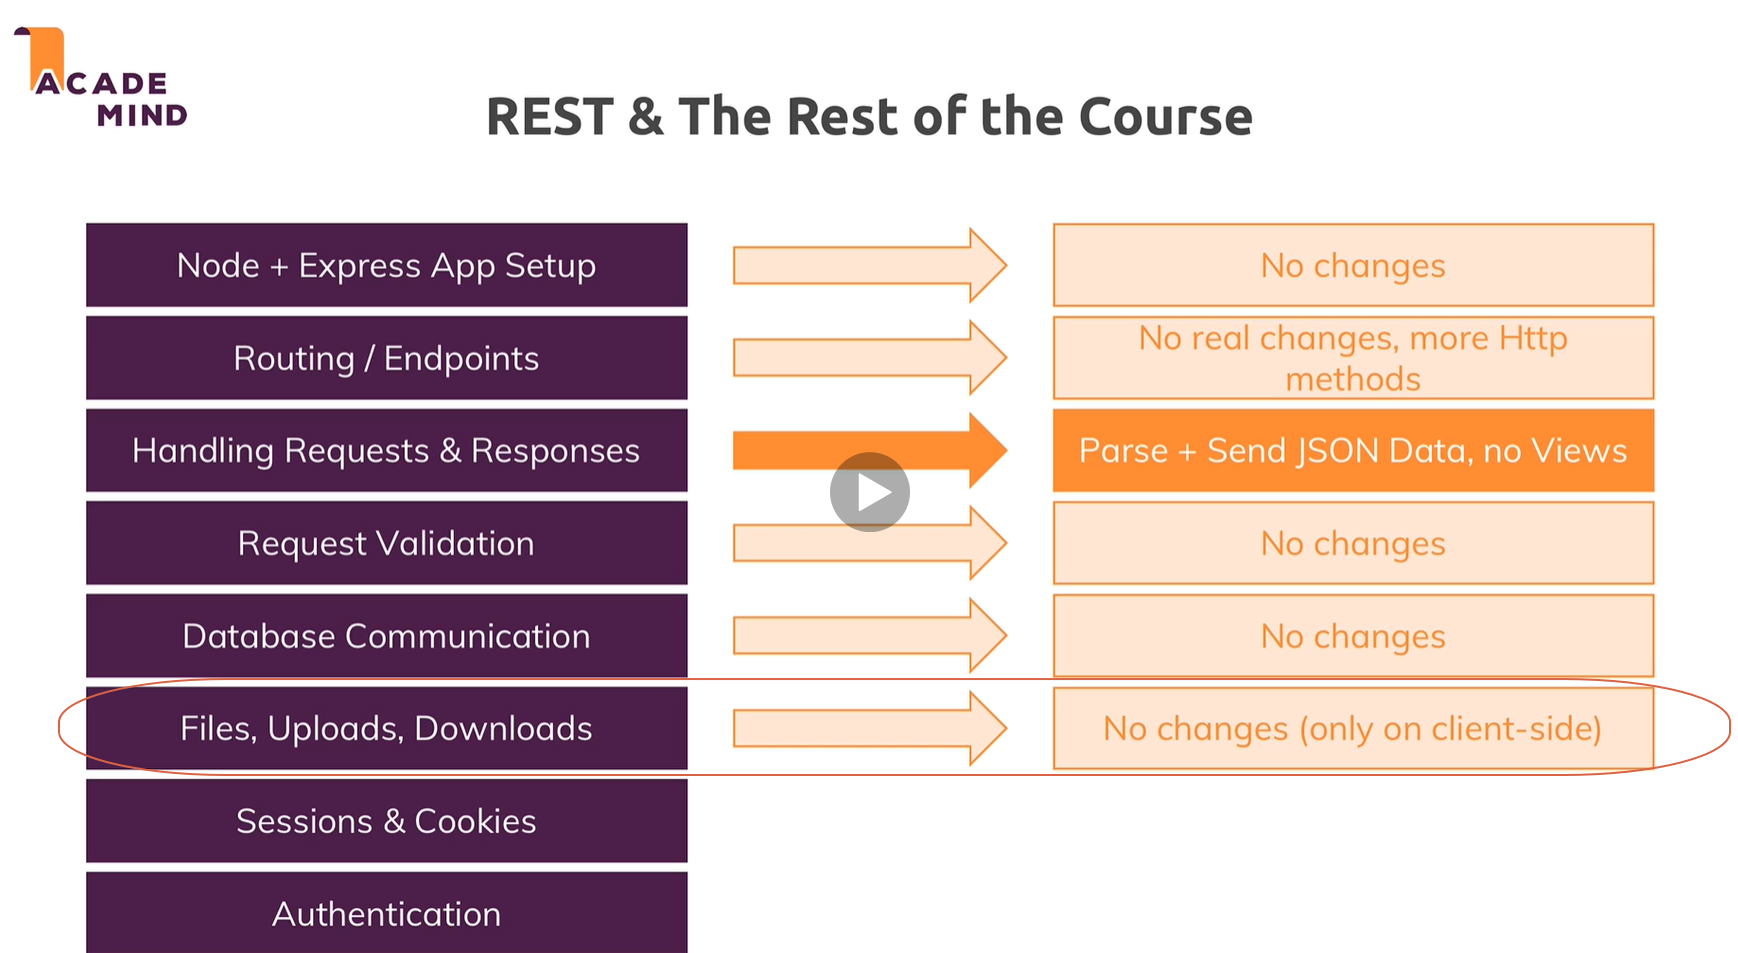 ACADE
MIND
REST & The Rest of the Course
Node + Express App Setup
No changes
Routing / Endpoints
No real changes, more Http
methods
Handling Requests & Responses
Parse + Send JSON Data, no Views
Request Validation
No changes
Database Communication
No changes
Files, Uploads, Downloads
No changes (only on client-side)
Sessions & Cookies
Authentication